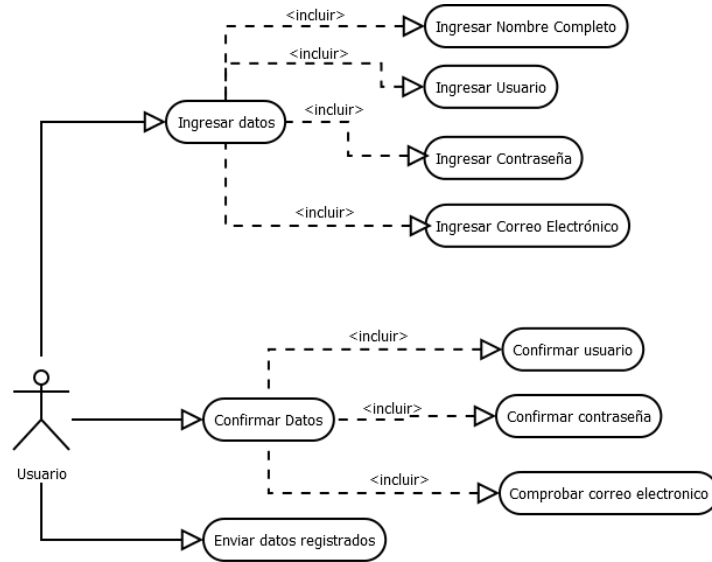 <incluir>
Ingresar Nombre Completo
<incluir>
Ingresar Usuario
<incluir>
Ingresar datos
Ingresar Contraseña
<incluir>
Ingresar Correo Electrónico
<incluir>
Confirmar usuario
<incluir>
Confirmar Datos
Confirmar contraseña
Usuario
<incluir>
Comprobar correo electronico
Enviar datos registrados